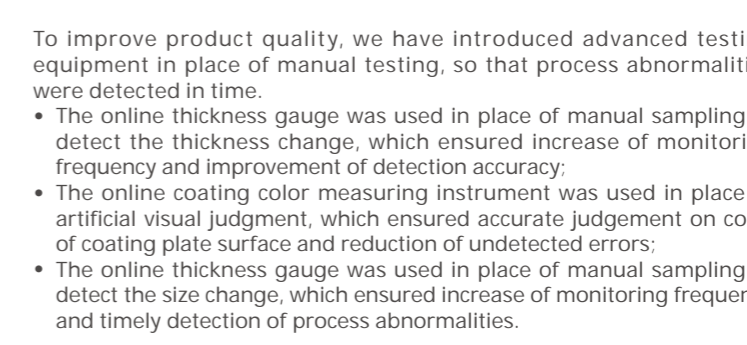 To improve product quality, we have introduced advanced testi
equipment in place of manual testing, so that process abnormaliti
were detected in time.
• The online thickness gauge was used in place of manual sampling
detect the thickness change, which ensured increase of monitori
frequency and improvement of detection accuracy;
• The online coating color measuring instrument was used in place
artificial visual judgment, which ensured accurate judgement on co
of coating plate surface and reduction of undetected errors;
• The online thickness gauge was used in place of manual sampling
detect the size change, which ensured increase of monitoring frequen
and timely detection of process abnormalities.